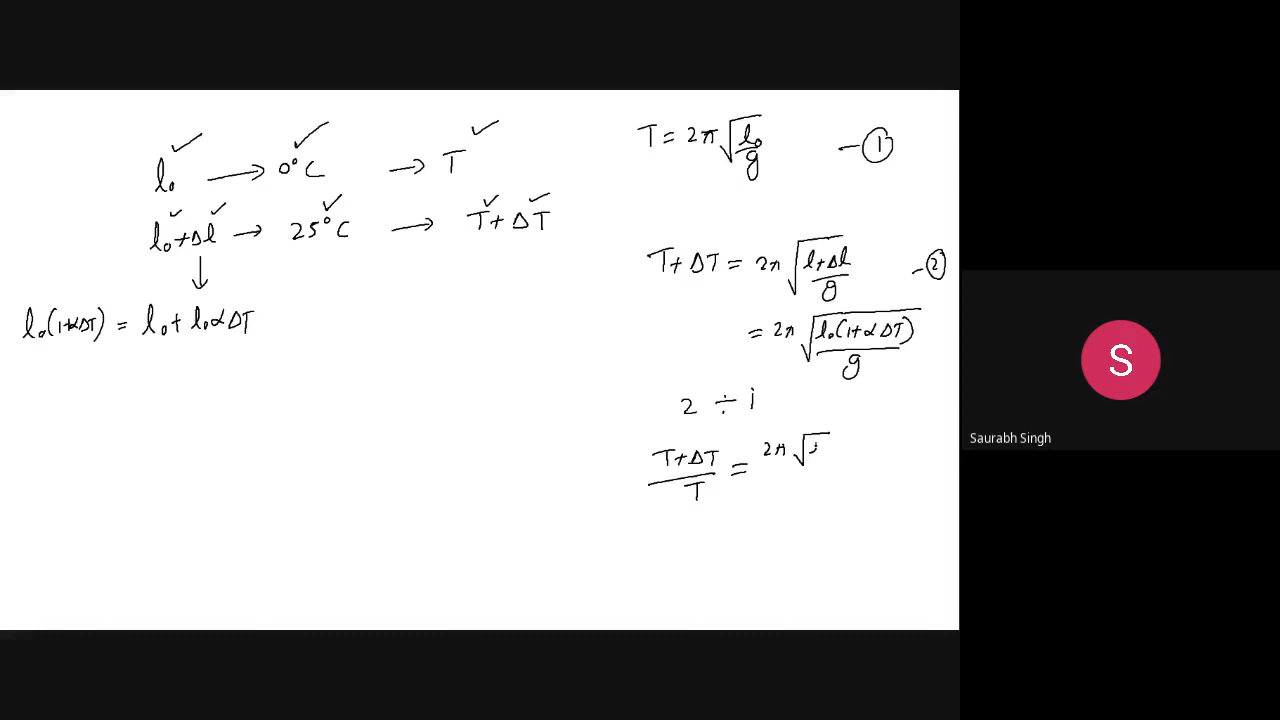 l₀ → 0°C → T
l₀+Δl → 25°C → T+ΔT
↓
l₀(1+αΔT) = l₀+l₀αΔT
T = 2π√(l₀/g) –①
T+ΔT = 2π√((l+Δl)/g) –②
= 2π√(l₀(1+αΔT)/g)
2 ÷ 1
(T+ΔT)/T = 2π√
S
Saurabh Singh